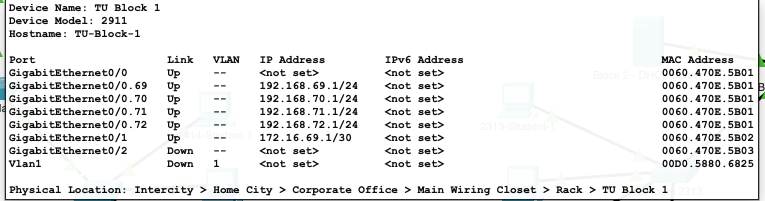 Device Name: TU Block 1
Device Model: 2911
Hostname: TU-Block-1
Port Link VLAN IP Address IPv6 Address MAC Address
GigabitEthernet0/0 Up -- <not set> <not set> 0060.470E.5B01
GigabitEthernet0/0.69 Up -- 192.168.69.1/24 <not set> 0060.470E.5B01
GigabitEthernet0/0.70 Up -- 192.168.70.1/24 <not set> 0060.470E.5B01
GigabitEthernet0/0.71 Up -- 192.168.71.1/24 <not set> 0060.470E.5B01
GigabitEthernet0/0.72 Up -- 192.168.72.1/24 <not set> 0060.470E.5B01
GigabitEthernet0/1 Up -- 172.16.69.1/30 <not set> 0060.470E.5B02
GigabitEthernet0/2 Down -- <not set> <not set> 0060.470E.5B03
Vlan1 Down 1 <not set> <not set> 00D0.5880.6825
Physical Location: Intercity > Home City > Corporate Office > Main Wiring Closet > Rack > TU Block 1
2313-Student-1
2313